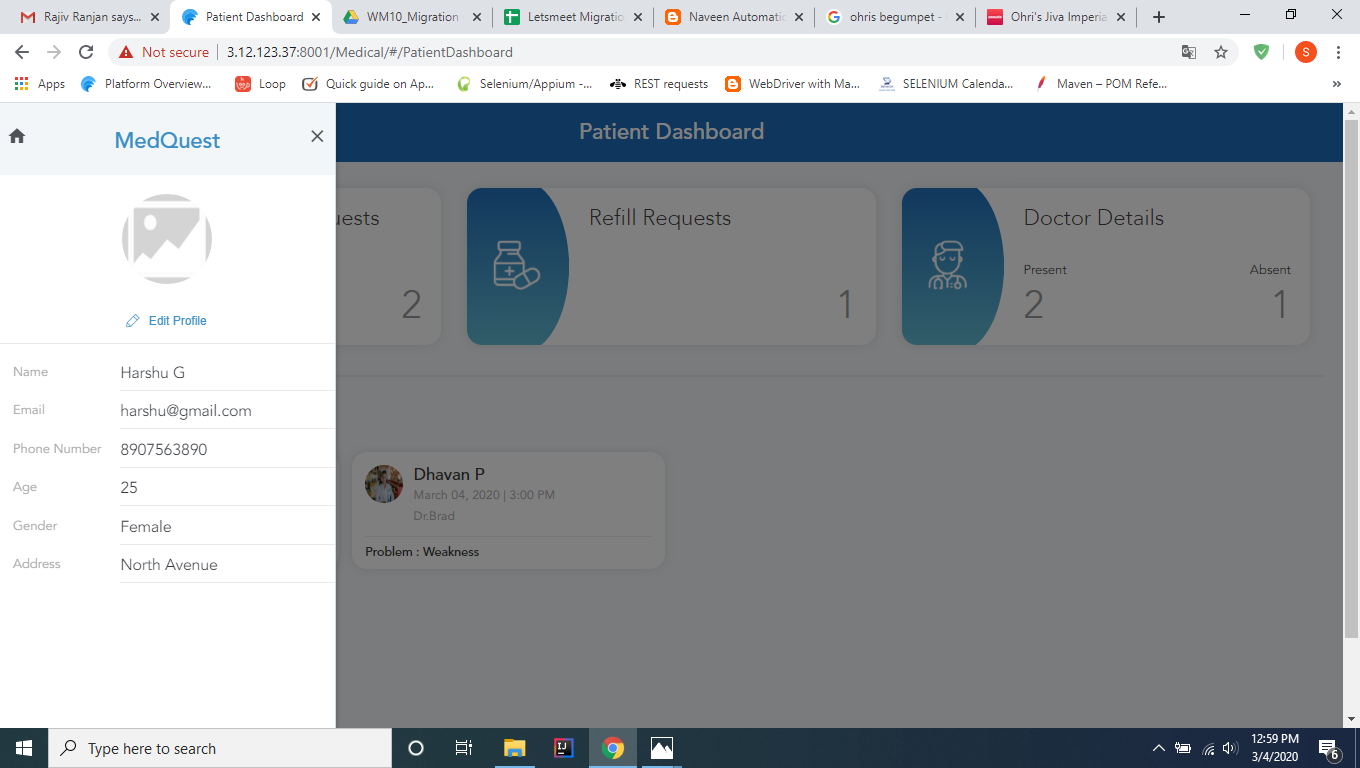 Rajiv Ranjan says...
Patient Dashboard
WM10_Migration
Letsmeet Migratio
Naveen Automatic
ohris begumpet -
Ohri's Jiva Imperia
Not secure
3.12.123.37:8001/Medical/#/PatientDashboard
S
Apps
Platform Overview...
Loop
Quick guide on Ap...
Selenium/Appium -...
REST requests
WebDriver with Ma...
SELENIUM Calenda...
Maven – POM Refe...
»
MedQuest
Patient Dashboard
uests
2
Refill Requests
1
Doctor Details
Present
Absent
2
1
Edit Profile
Name
Harshu G
Email
harshu@gmail.com
Phone Number
8907563890
Age
25
Gender
Female
Address
North Avenue
Dhavan P
March 04, 2020 | 3:00 PM
Dr.Brad
Problem : Weakness
Type here to search
12:59 PM
3/4/2020
6